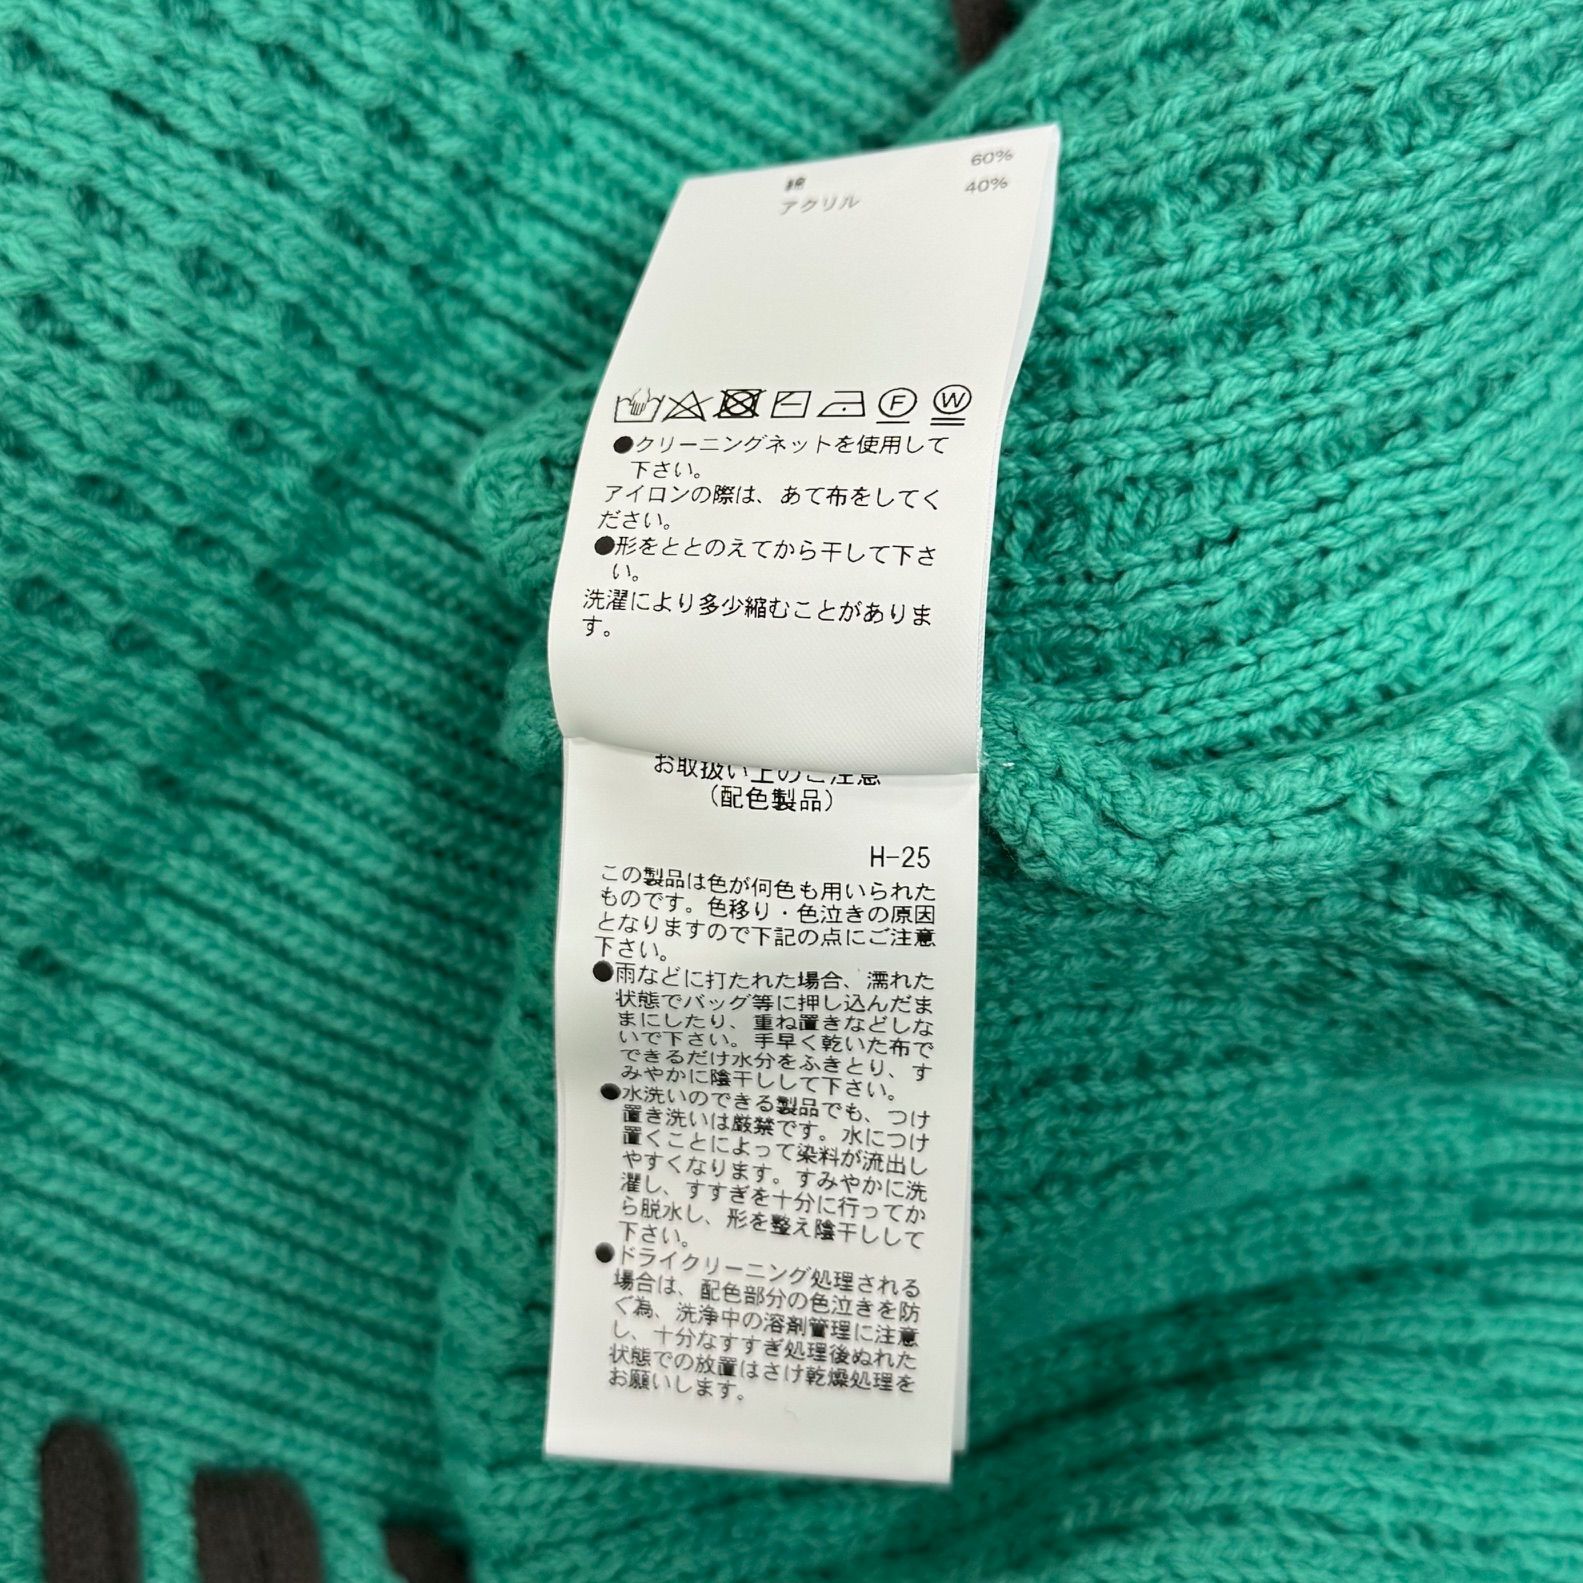 綿 60%
アクリル 40%
F W
●クリーニングネットを使用して
下さい。
アイロンの際は、あて布をしてく
ださい。
●形をととのえてから干して下さ
い。
洗濯により多少縮むことがありま
す。
お取扱い上のご注意
(配色製品)
H-25
この製品は色が何色も用いられた
ものです。色移り・色泣きの原因
となりますので下記の点にご注意
下さい。
●雨などに打たれた場合、濡れた
状態でバッグ等に押し込んだま
まにしたり、重ね置きなどしな
いで下さい。手早く乾いた布で
できるだけ水分をふきとり、す
みやかに陰干しして下さい。
●水洗いのできる製品でも、つけ
置き洗いは厳禁です。水につけ
置くことによって染料が流出し
やすくなります。すみやかに洗
濯し、すすぎを十分に行ってか
ら脱水し、形を整え陰干しして
下さい。
●ドライクリーニング処理される
場合は、配色部分の色泣きを防
ぐ為、洗浄中の溶剤管理に注意
し、十分なすすぎ処理後ぬれた
状態での放置はさけ乾燥処理を
お願いします。